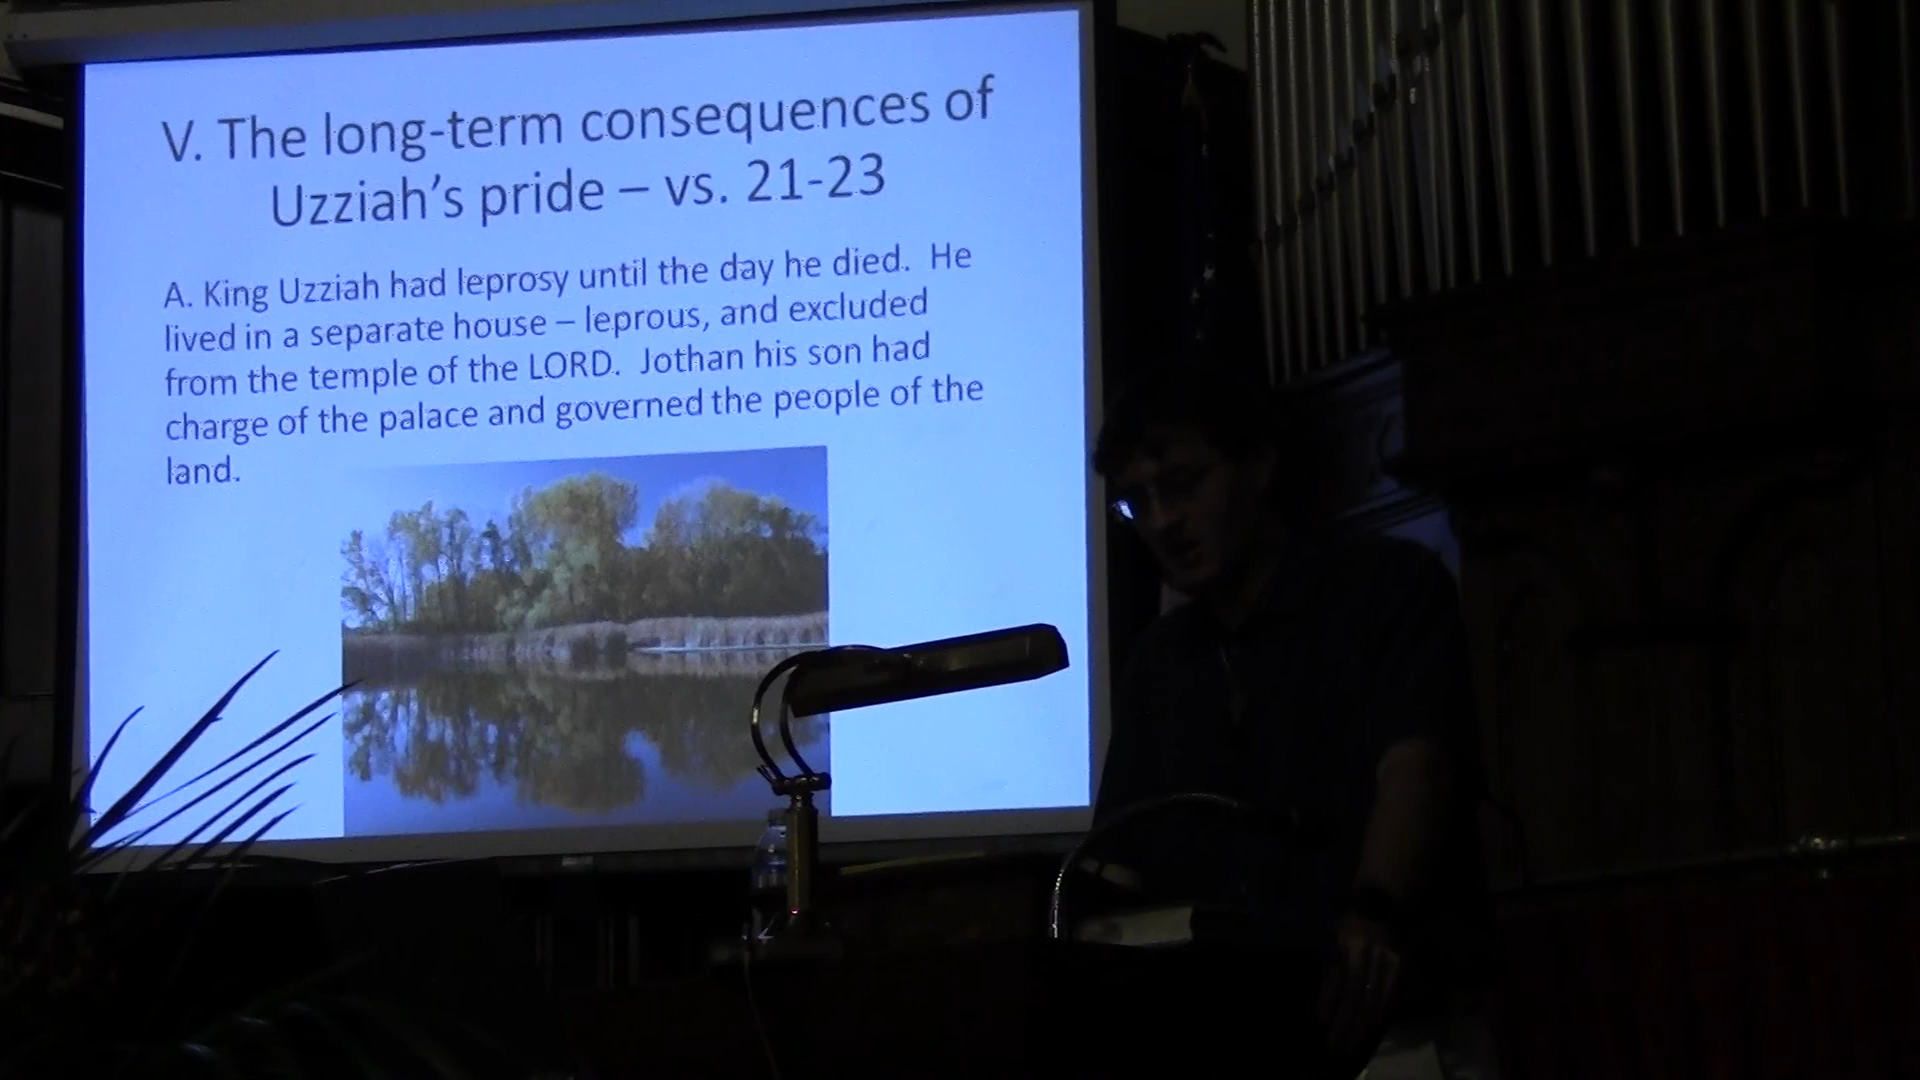 V. The long-term consequences of
Uzziah’s pride – vs. 21-23
A. King Uzziah had leprosy until the day he died.  He
lived in a separate house – leprous, and excluded
from the temple of the LORD.  Jothan his son had
charge of the palace and governed the people of the
land.